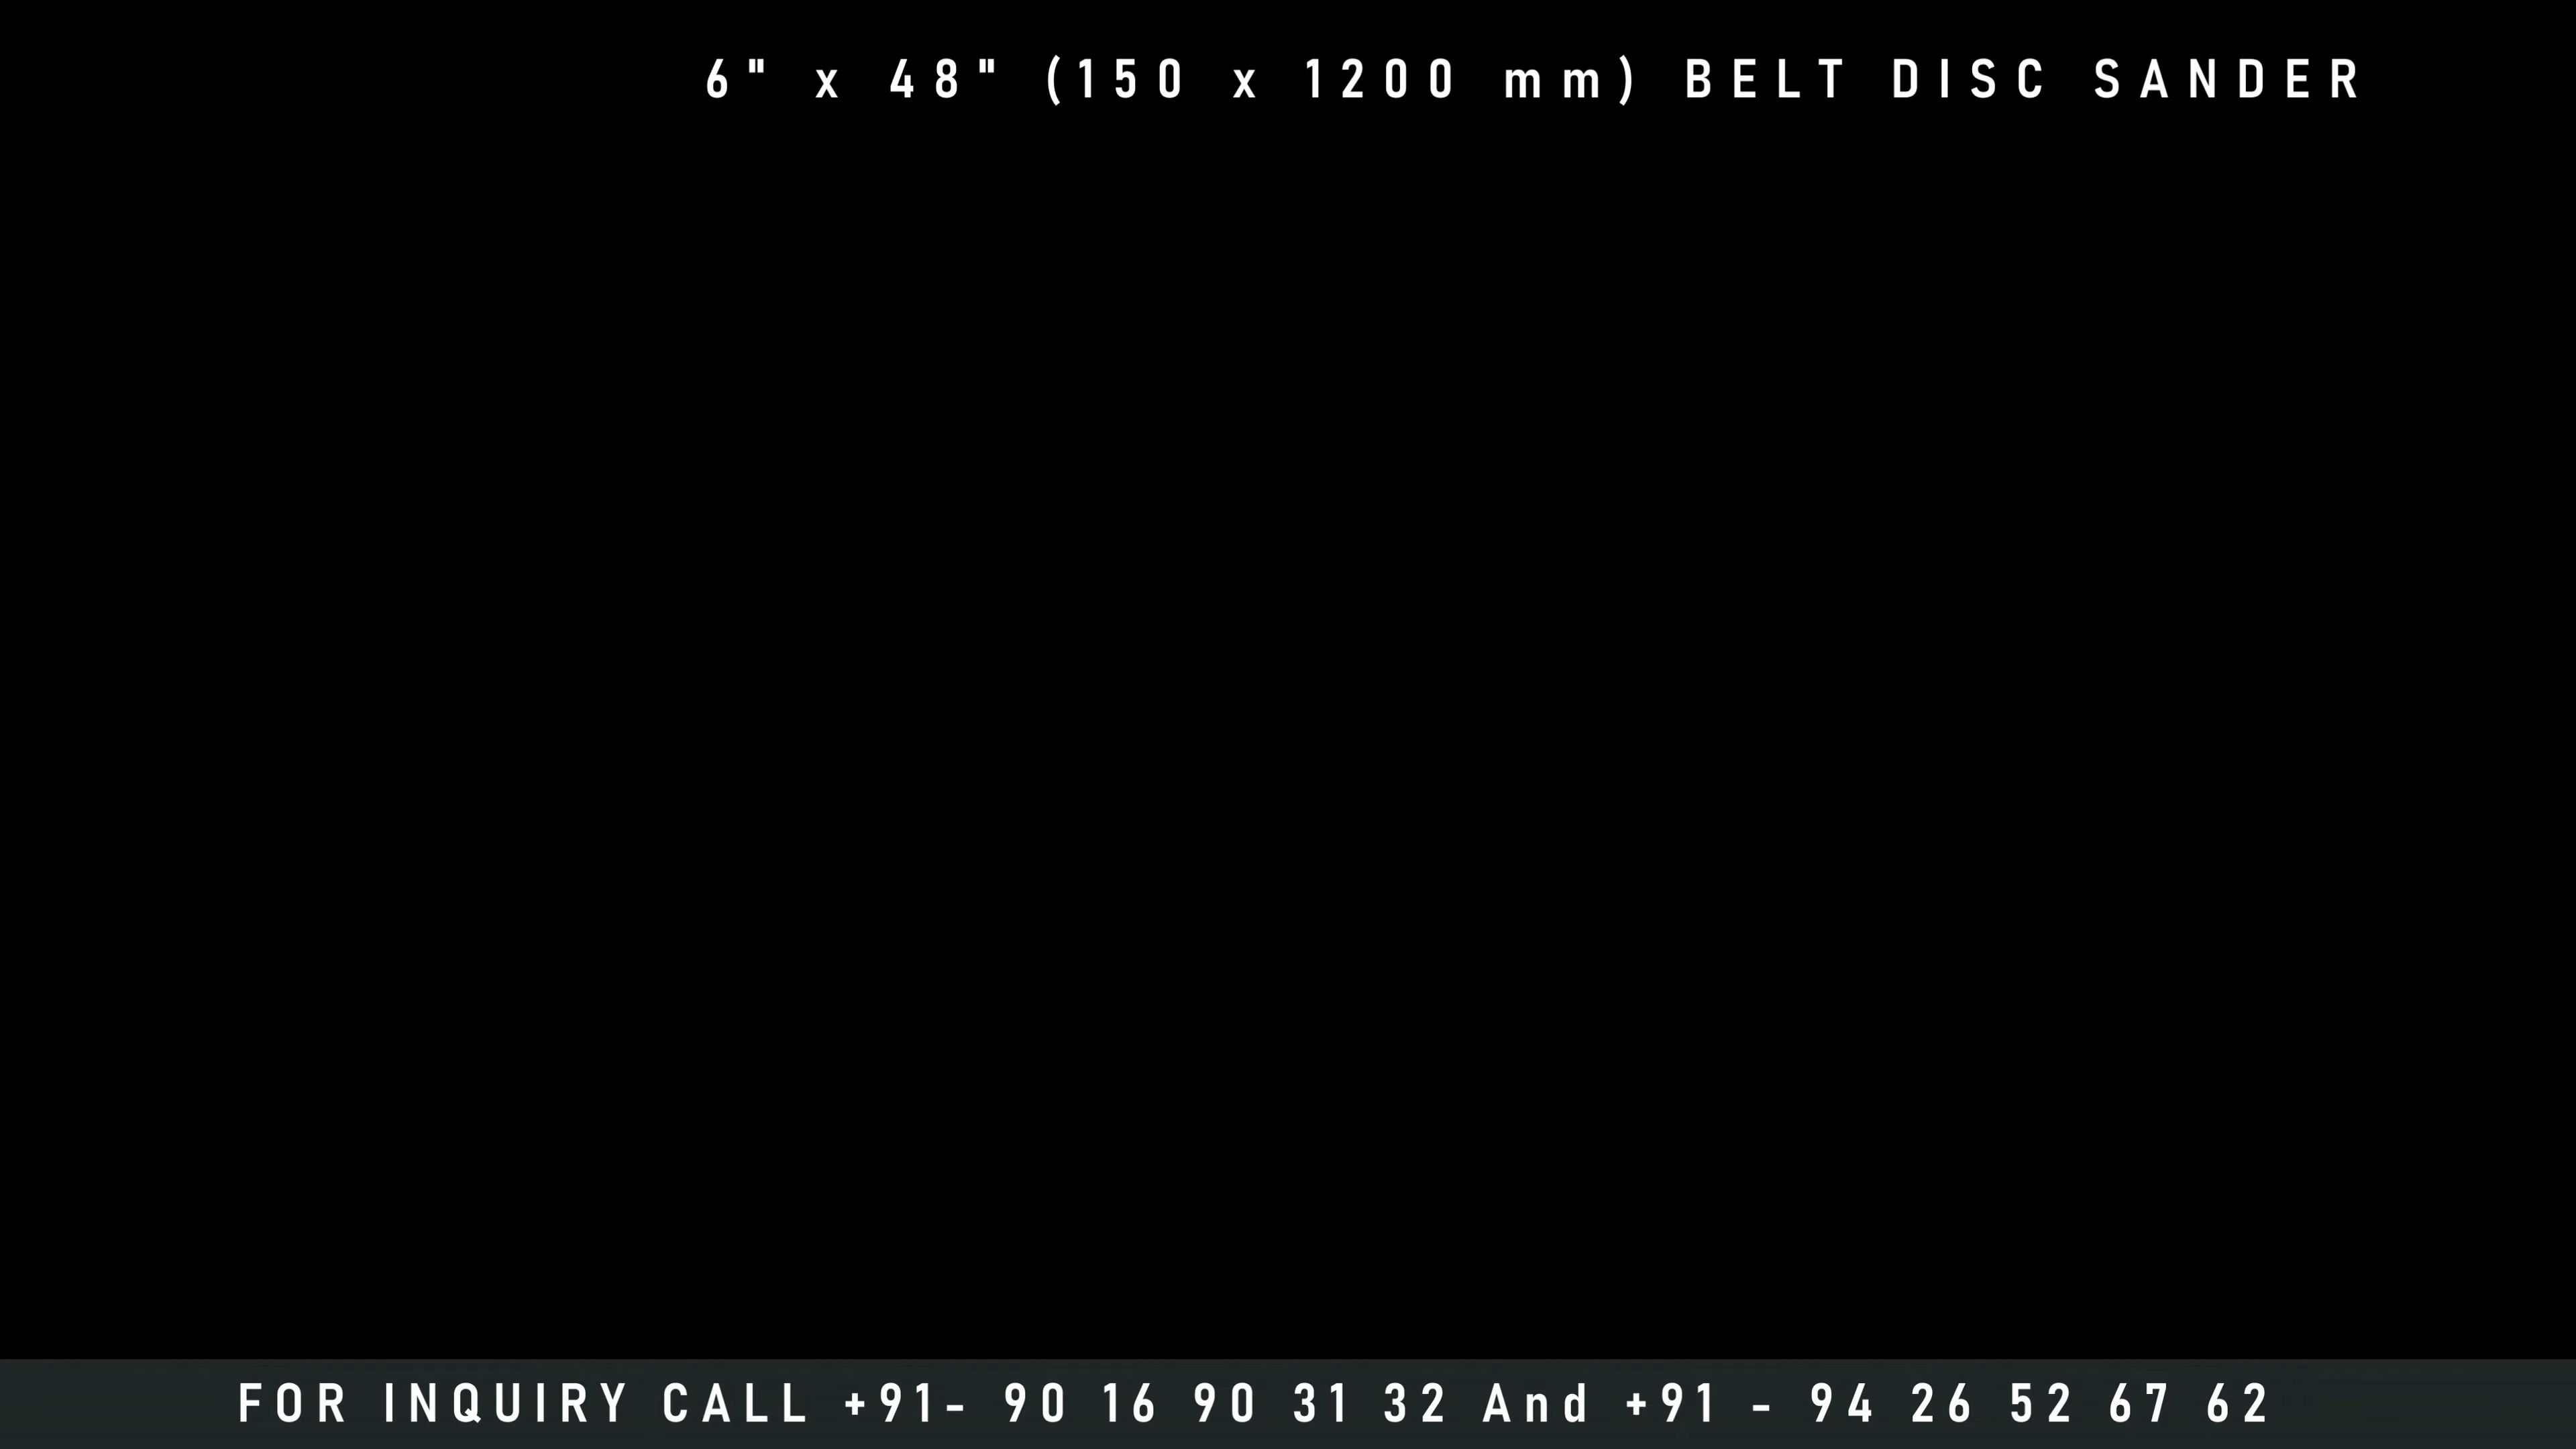 6" x 48" (150 x 1200 mm) BELT DISC SANDER
FOR INQUIRY CALL +91- 90 16 90 31 32 And +91 - 94 26 52 67 62